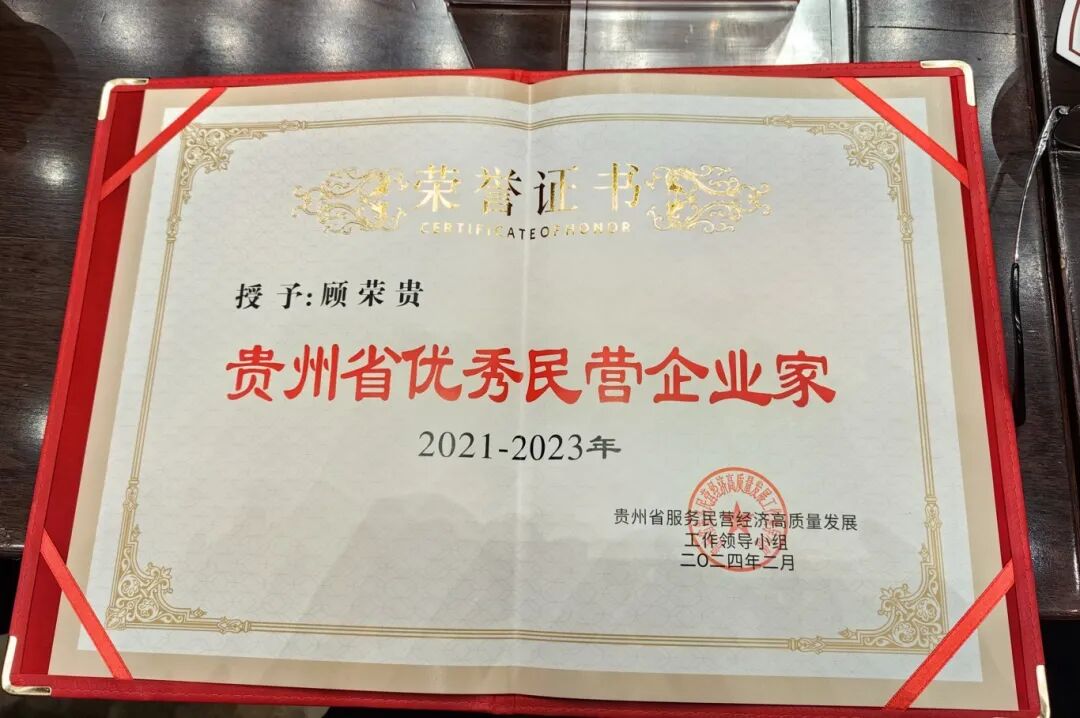 荣誉证书
CERTIFICATE OF HONOR
授予:顾荣贵
贵州省优秀民营企业家
2021-2023年
贵州省服务民营经济高质量发展
工作领导小组
二〇二四年二月